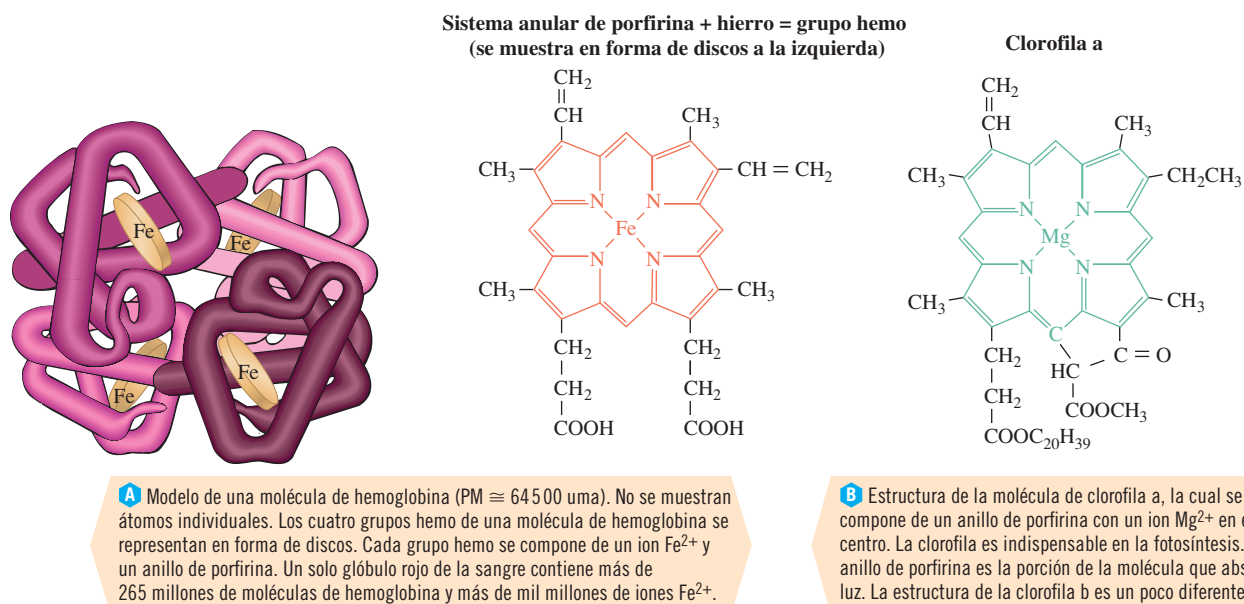 Sistema anular de porfirina + hierro = grupo hemo
(se muestra en forma de discos a la izquierda)
CH2
CH
CH3
CH3
CH = CH2
N
N
Fe
N
N
CH3
CH3
CH2
CH2
CH2
CH2
COOH
COOH
Clorofila a
CH2
CH
CH3
CH3
CH2CH3
N
N
Mg
N
N
CH3
CH3
C
C = O
CH2
HC
CH2
COOCH3
COOC20H39
Fe
Fe
Fe
Fe
A Modelo de una molécula de hemoglobina (PM ≅ 64 500 uma). No se muestran
átomos individuales. Los cuatro grupos hemo de una molécula de hemoglobina se
representan en forma de discos. Cada grupo hemo se compone de un ion Fe2+ y
un anillo de porfirina. Un solo glóbulo rojo de la sangre contiene más de
265 millones de moléculas de hemoglobina y más de mil millones de iones Fe2+.
B Estructura de la molécula de clorofila a, la cual se
compone de un anillo de porfirina con un ion Mg2+ en
centro. La clorofila es indispensable en la fotosíntesis.
anillo de porfirina es la porción de la molécula que
luz. La estructura de la clorofila b es un poco diferente